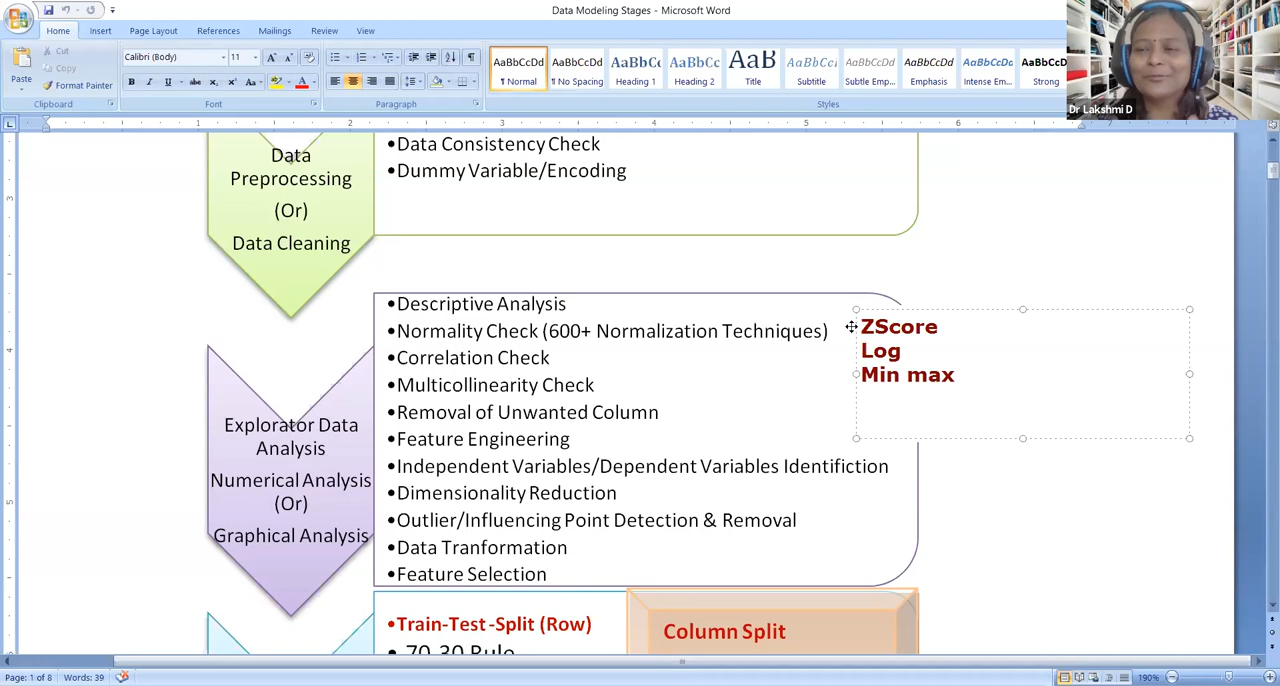 Data Modeling Stages - Microsoft Word
Home Insert Page Layout References Mailings Review View
Paste
Cut
Copy
Format Painter
Clipboard
Calibri (Body) 11
Font
Paragraph
AaBbCcDd AaBbCcDd AaBbCc AaBbCc AaB AaBbCc AaBbCcDd AaBbCcDd AaBbCcDd AaBbCcD
¶ Normal ¶ No Spacing Heading 1 Heading 2 Title Subtitle Subtle Emp... Emphasis Intense Em... Strong
Styles
Dr Lakshmi D
Data
Preprocessing
(Or)
Data Cleaning
•Data Consistency Check
•Dummy Variable/Encoding
Explorator Data
Analysis
Numerical Analysis
(Or)
Graphical Analysis
•Descriptive Analysis
•Normality Check (600+ Normalization Techniques)
•Correlation Check
•Multicollinearity Check
•Removal of Unwanted Column
•Feature Engineering
•Independent Variables/Dependent Variables Identifiction
•Dimensionality Reduction
•Outlier/Influencing Point Detection & Removal
•Data Tranformation
•Feature Selection
ZScore
Log
Min max
•Train-Test-Split (Row)
• 70-30 Rule
Column Split
Page: 1 of 8 Words: 39 190%